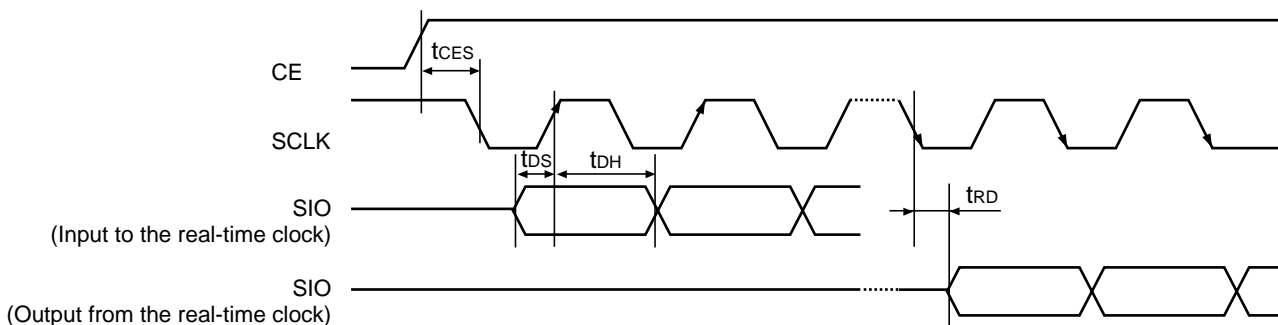 CE
tCES
SCLK
tDS
tDH
SIO
(Input to the real-time clock)
tRD
SIO
(Output from the real-time clock)